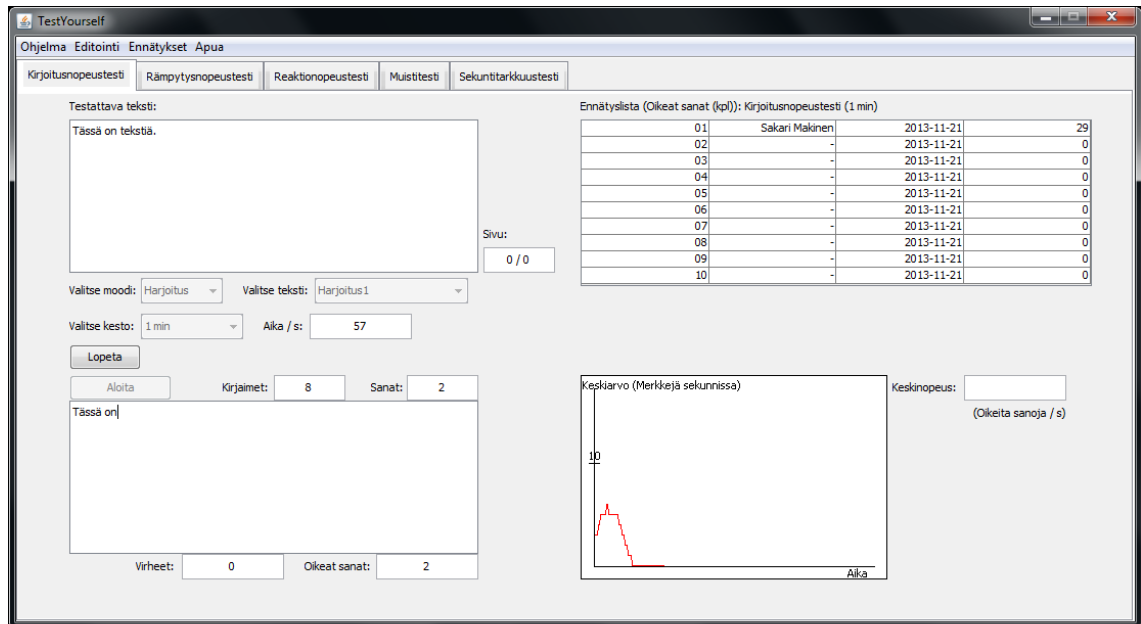 TestYourself
Ohjelma Editointi Ennätykset Apua
Kirjoitusnopeustesti Rämpytysnopeustesti Reaktionopeustesti Muistitesti Sekuntitarkkuustesti
Testattava teksti:
Tässä on tekstiä.
Sivu:
0 / 0
Valitse moodi: Harjoitus Valitse teksti: Harjoitus1
Valitse kesto: 1 min Aika / s: 57
Lopeta
Aloita Kirjaimet: 8 Sanat: 2
Tässä on
Virheet: 0 Oikeat sanat: 2
Ennätyslista (Oikeat sanat (kpl)): Kirjoitusnopeustesti (1 min)
01 Sakari Makinen 2013-11-21 29
02 - 2013-11-21 0
03 - 2013-11-21 0
04 - 2013-11-21 0
05 - 2013-11-21 0
06 - 2013-11-21 0
07 - 2013-11-21 0
08 - 2013-11-21 0
09 - 2013-11-21 0
10 - 2013-11-21 0
Keskiarvo (Merkkejä sekunnissa)
10
Aika
Keskinopeus:
(Oikeita sanoja / s)